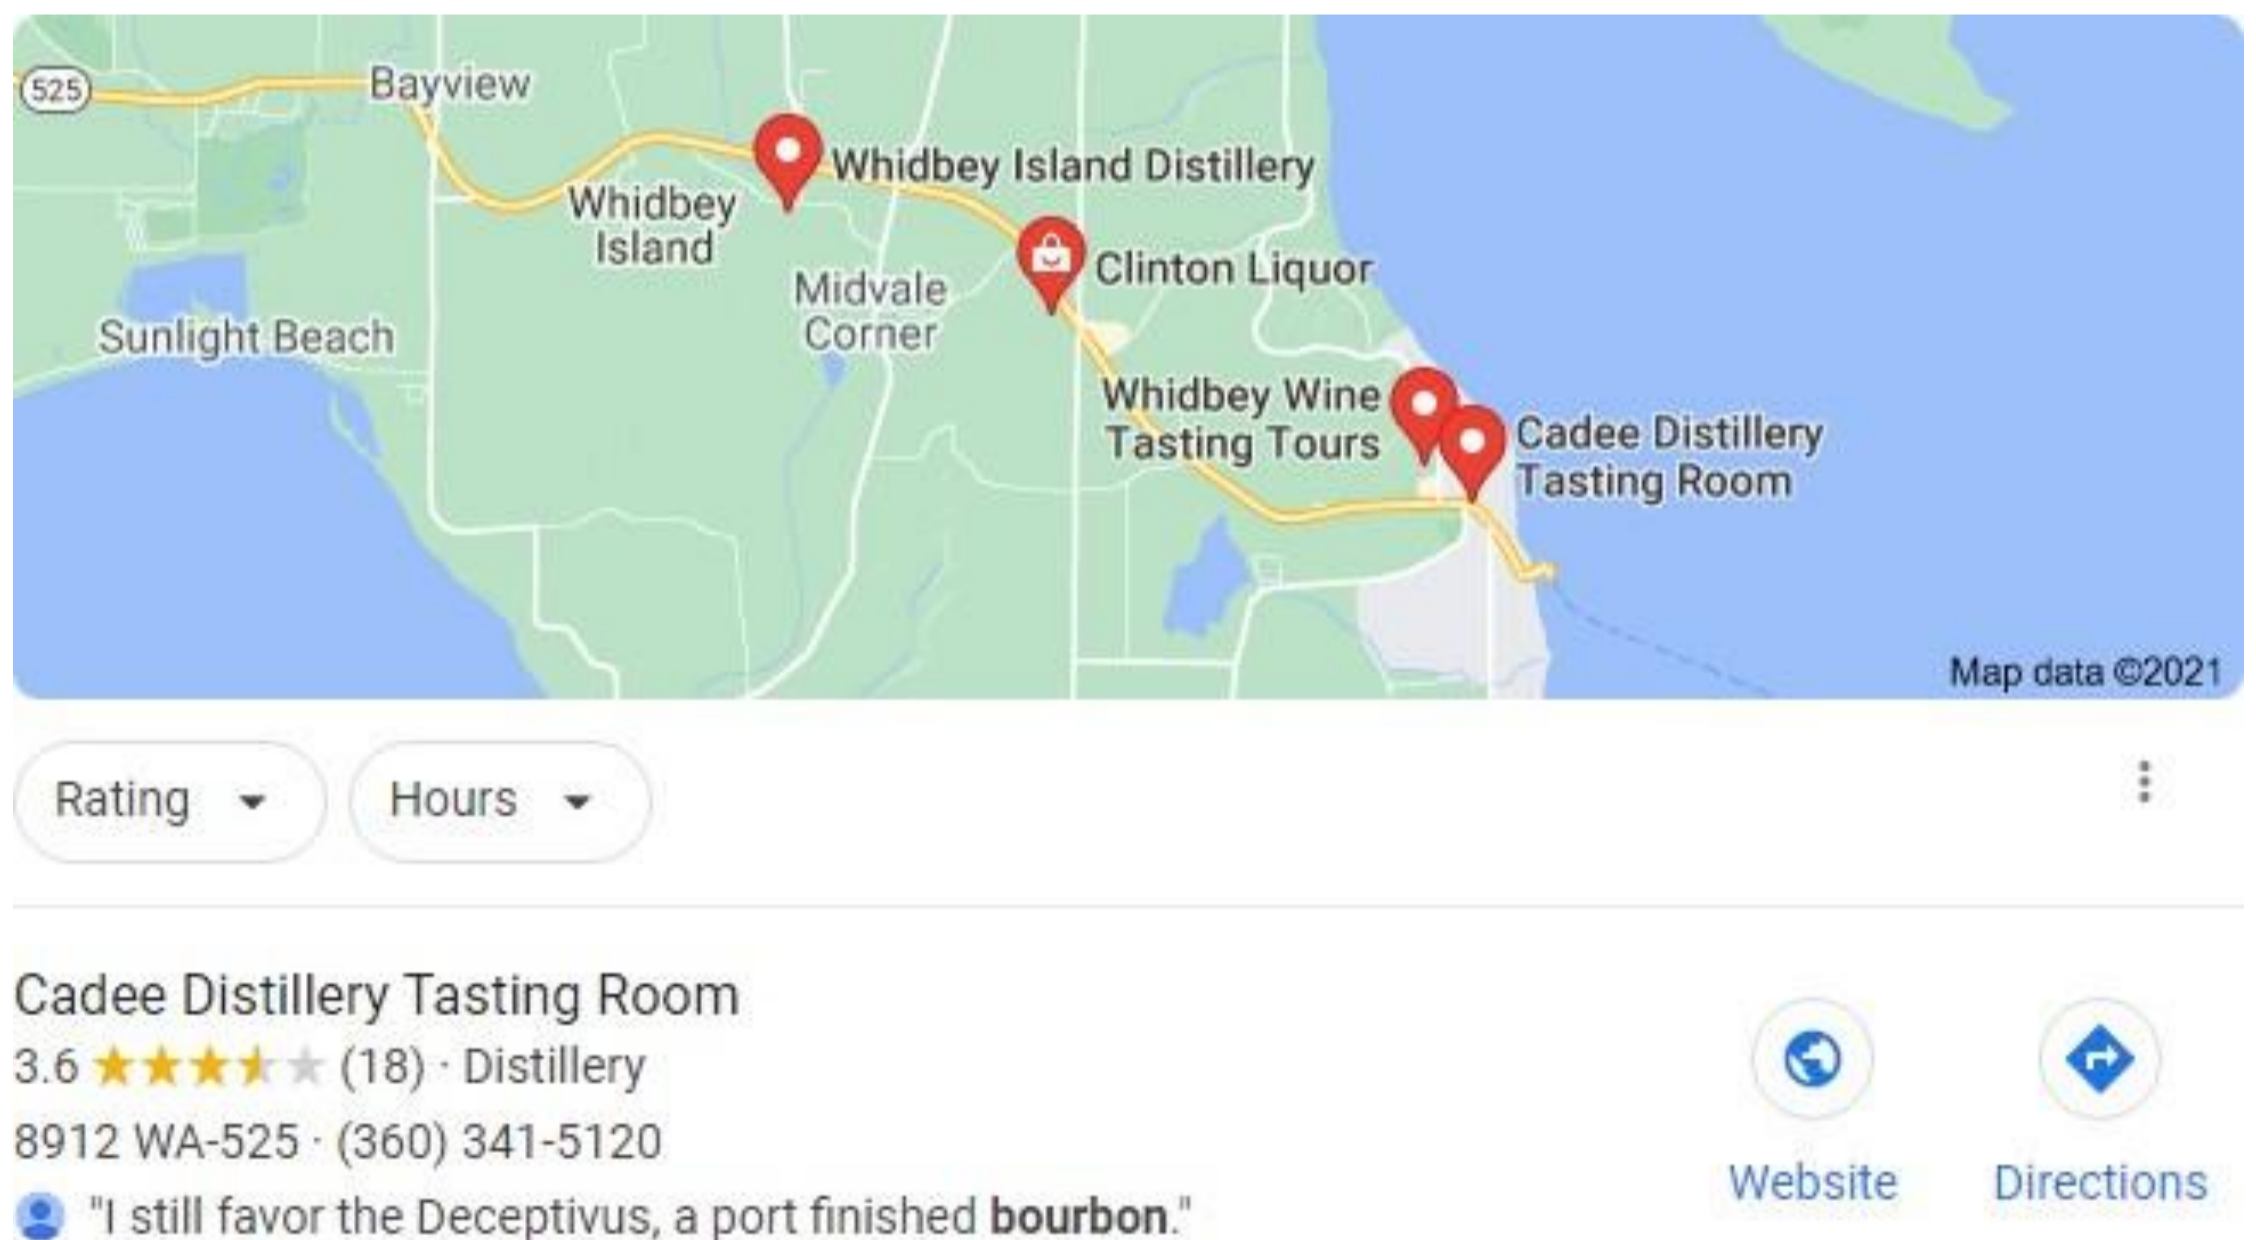 525
Bayview
Whidbey Island Distillery
Whidbey
Island
Clinton Liquor
Midvale
Corner
Sunlight Beach
Whidbey Wine
Tasting Tours
Cadee Distillery
Tasting Room
Map data ©2021
Rating
Hours
Cadee Distillery Tasting Room
3.6 (18) · Distillery
8912 WA-525 · (360) 341-5120
"I still favor the Deceptivus, a port finished bourbon."
Website
Directions